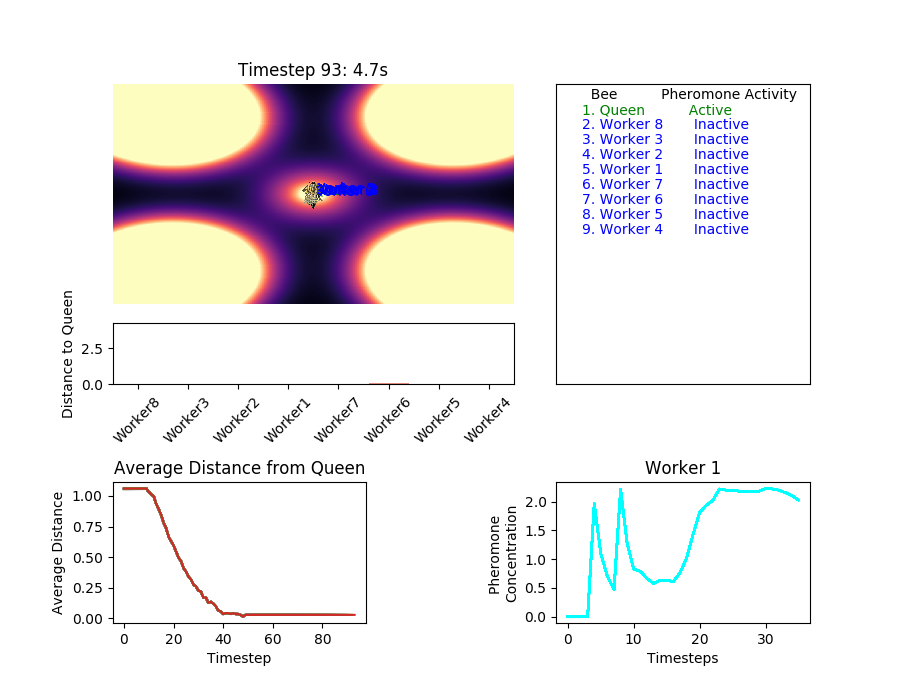 Timestep 93: 4.7s
Bee Pheromone Activity
1. Queen Active
2. Worker 8 Inactive
3. Worker 3 Inactive
4. Worker 2 Inactive
5. Worker 1 Inactive
6. Worker 7 Inactive
7. Worker 6 Inactive
8. Worker 5 Inactive
9. Worker 4 Inactive
Distance to Queen
2.5
0.0
Worker8 Worker3 Worker2 Worker1 Worker7 Worker6 Worker5 Worker4
Average Distance from Queen
Average Distance
1.00
0.75
0.50
0.25
0.00
0 20 40 60 80
Timestep
Worker 1
Pheromone
Concentration
2.0
1.5
1.0
0.5
0.0
0 10 20 30
Timesteps